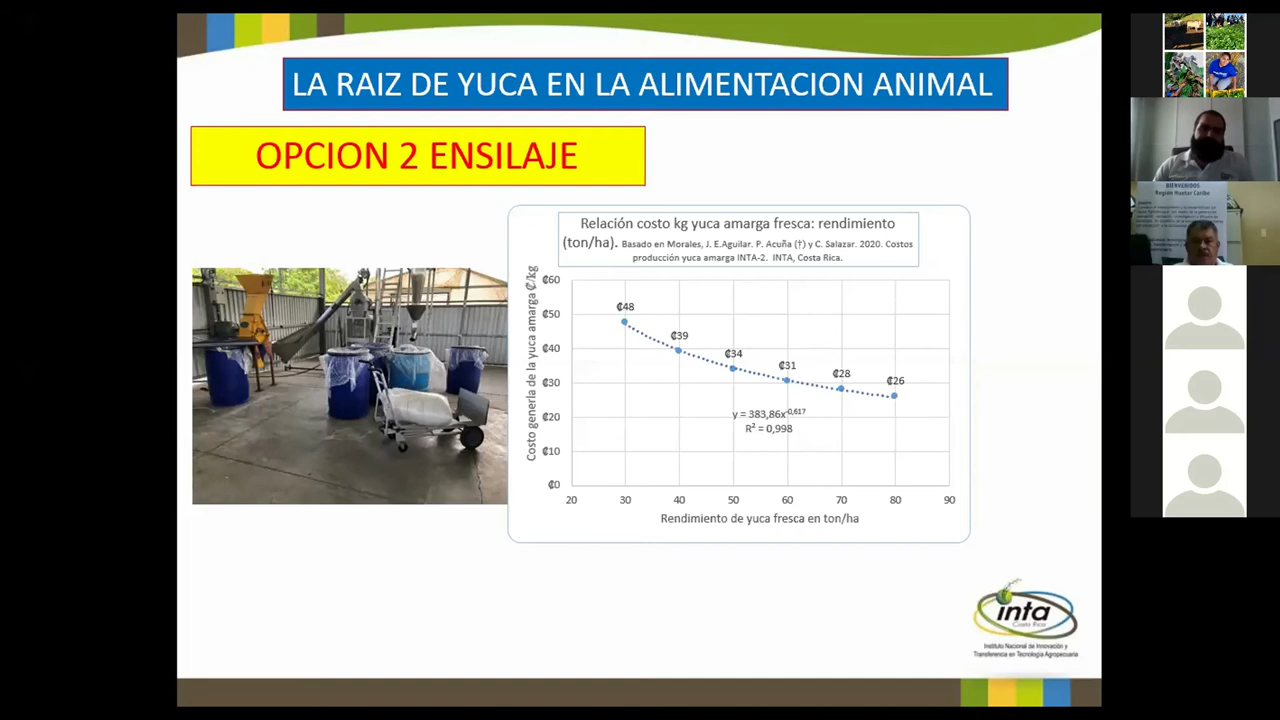 LA RAIZ DE YUCA EN LA ALIMENTACION ANIMAL
OPCION 2 ENSILAJE
Relación costo kg yuca amarga fresca: rendimiento
(ton/ha). Basado en Morales, J. E.Aguilar. P. Acuña (†) y C. Salazar. 2020. Costos
producción yuca amarga INTA-2. INTA, Costa Rica.
Costo generla de la yuca amarga ₡/kg
₡60
₡50
₡40
₡30
₡20
₡10
₡0
₡48
₡39
₡34
₡31
₡28
₡26
y = 383,86x-0,617
R² = 0,998
20 30 40 50 60 70 80 90
Rendimiento de yuca fresca en ton/ha
inta
Costa Rica
Instituto Nacional de Innovación y
Transferencia en Tecnología Agropecuaria
BIENVENIDOS
Región Huetar Caribe